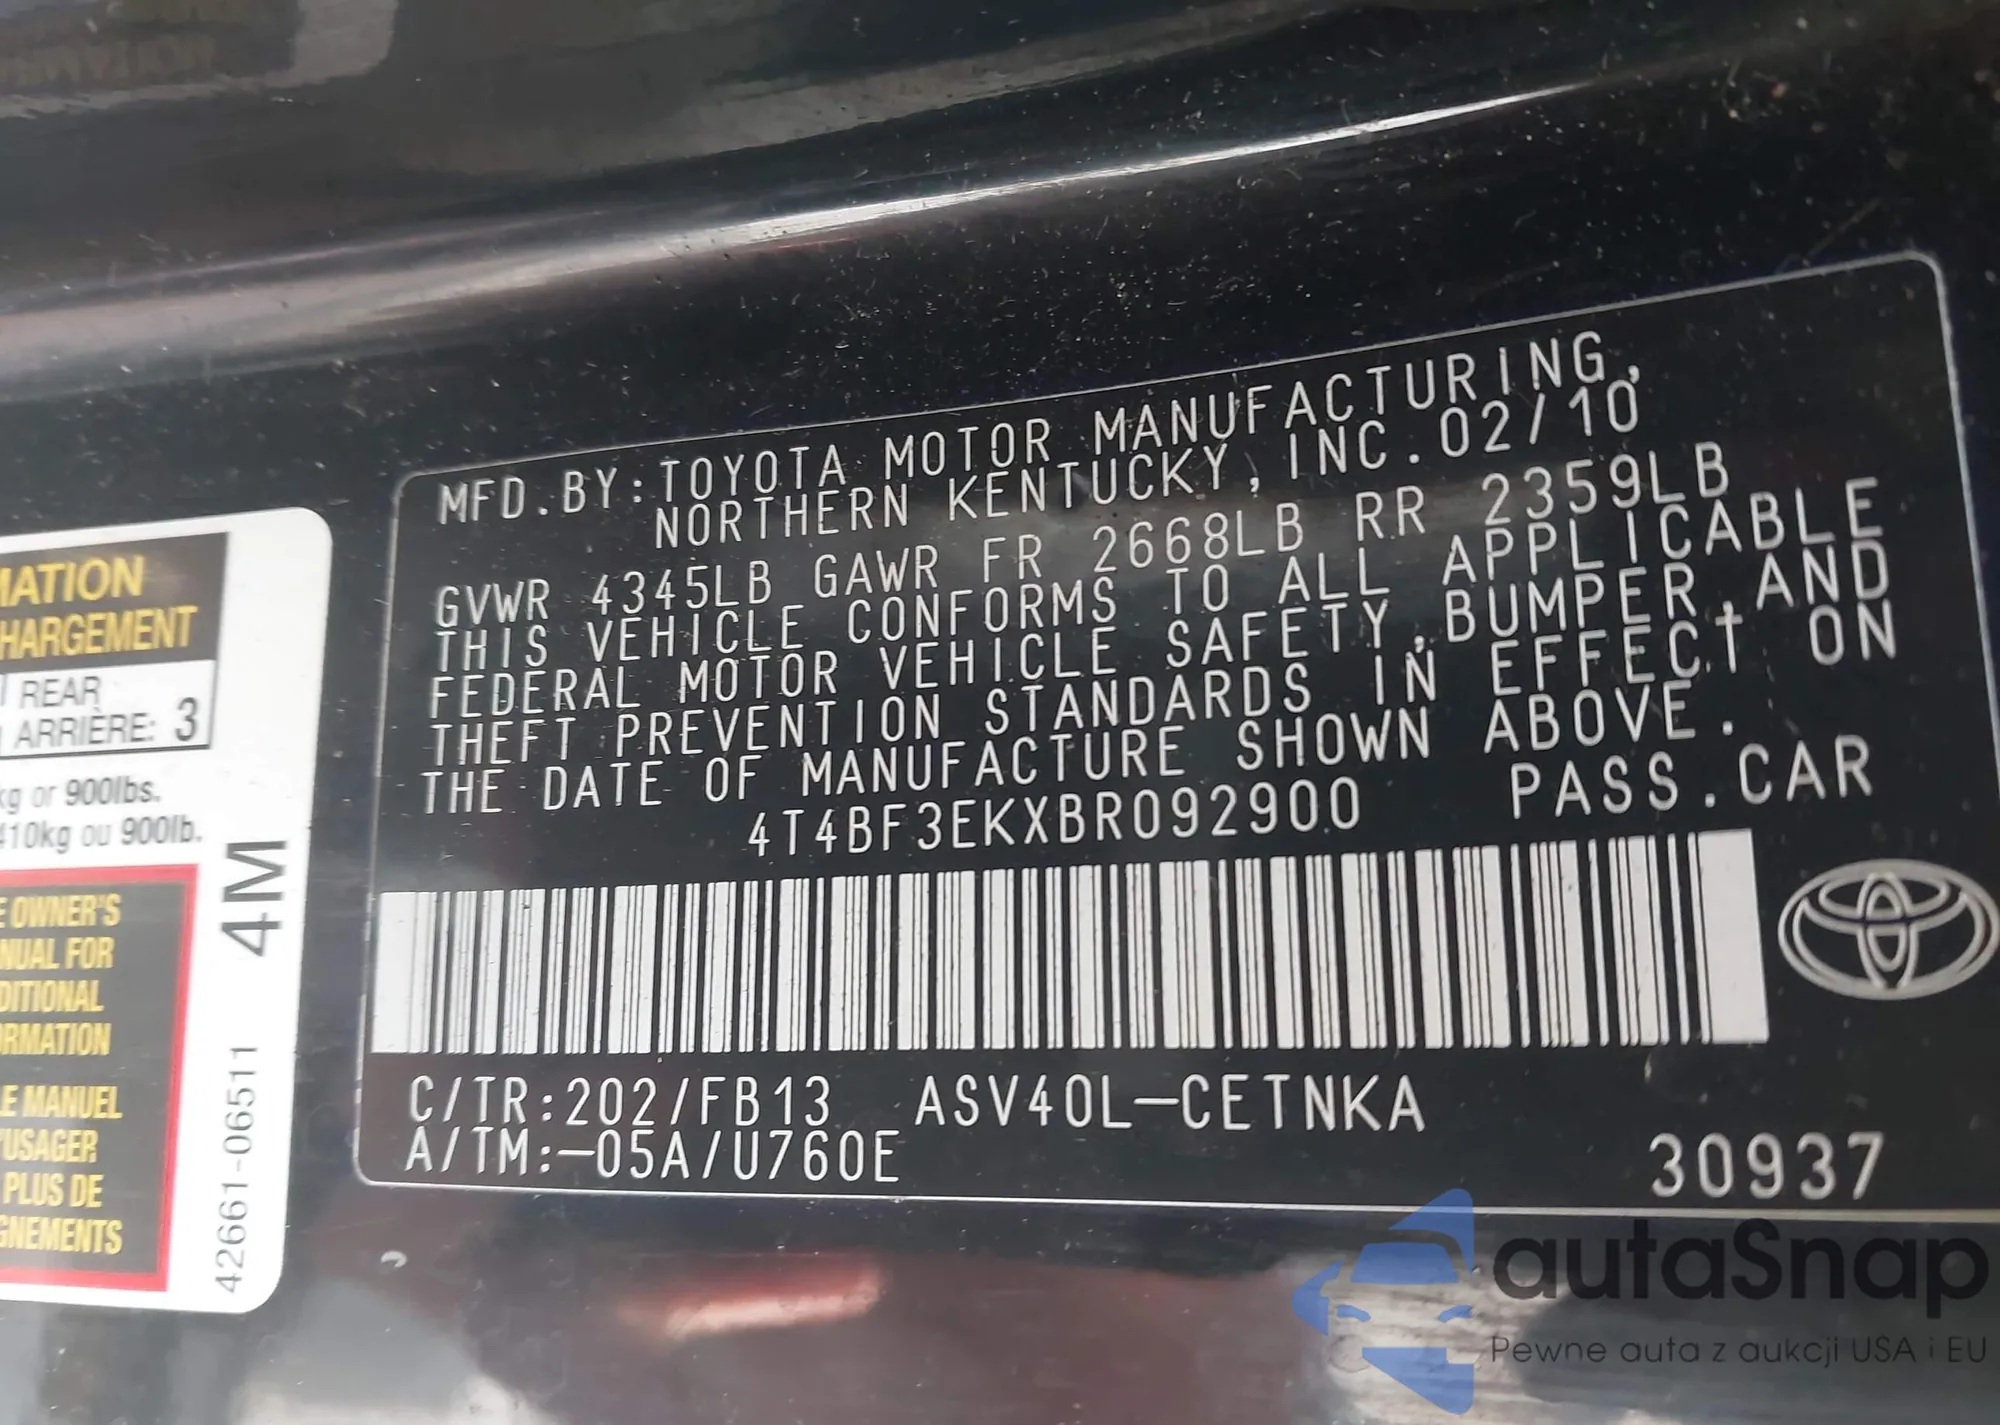 MATION
HARGEMENT
REAR
ARRIÈRE: 3
kg or 900lbs.
410kg ou 900lb.
OWNER'S
NUAL FOR
DITIONAL
ORMATION
LE MANUEL
'USAGER
PLUS DE
GNEMENTS
4M
42661-06511
MFD.BY:TOYOTA MOTOR MANUFACTURING,
NORTHERN KENTUCKY, INC.02/10
GVWR 4345LB GAWR FR 2668LB RR 2359LB
THIS VEHICLE CONFORMS TO ALL APPLICABLE
FEDERAL MOTOR VEHICLE SAFETY,BUMPER,AND
THEFT PREVENTION STANDARDS IN EFFECT ON
THE DATE OF MANUFACTURE SHOWN ABOVE.
4T4BF3EKXBR092900 PASS.CAR
C/TR:202/FB13 ASV40L-CETNKA
A/TM:-05A/U760E
30937
autaSnap
Pewne auta z aukcji USA i EU